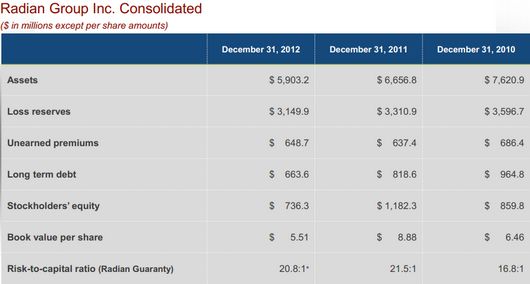 Radian Group Inc. Consolidated
($ in millions except per share amounts)
December 31, 2012 December 31, 2011 December 31, 2010
Assets $ 5,903.2 $ 6,656.8 $ 7,620.9
Loss reserves $ 3,149.9 $ 3,310.9 $ 3,596.7
Unearned premiums $ 648.7 $ 637.4 $ 686.4
Long term debt $ 663.6 $ 818.6 $ 964.8
Stockholders' equity $ 736.3 $ 1,182.3 $ 859.8
Book value per share $ 5.51 $ 8.88 $ 6.46
Risk-to-capital ratio (Radian Guaranty) 20.8:1* 21.5:1 16.8:1